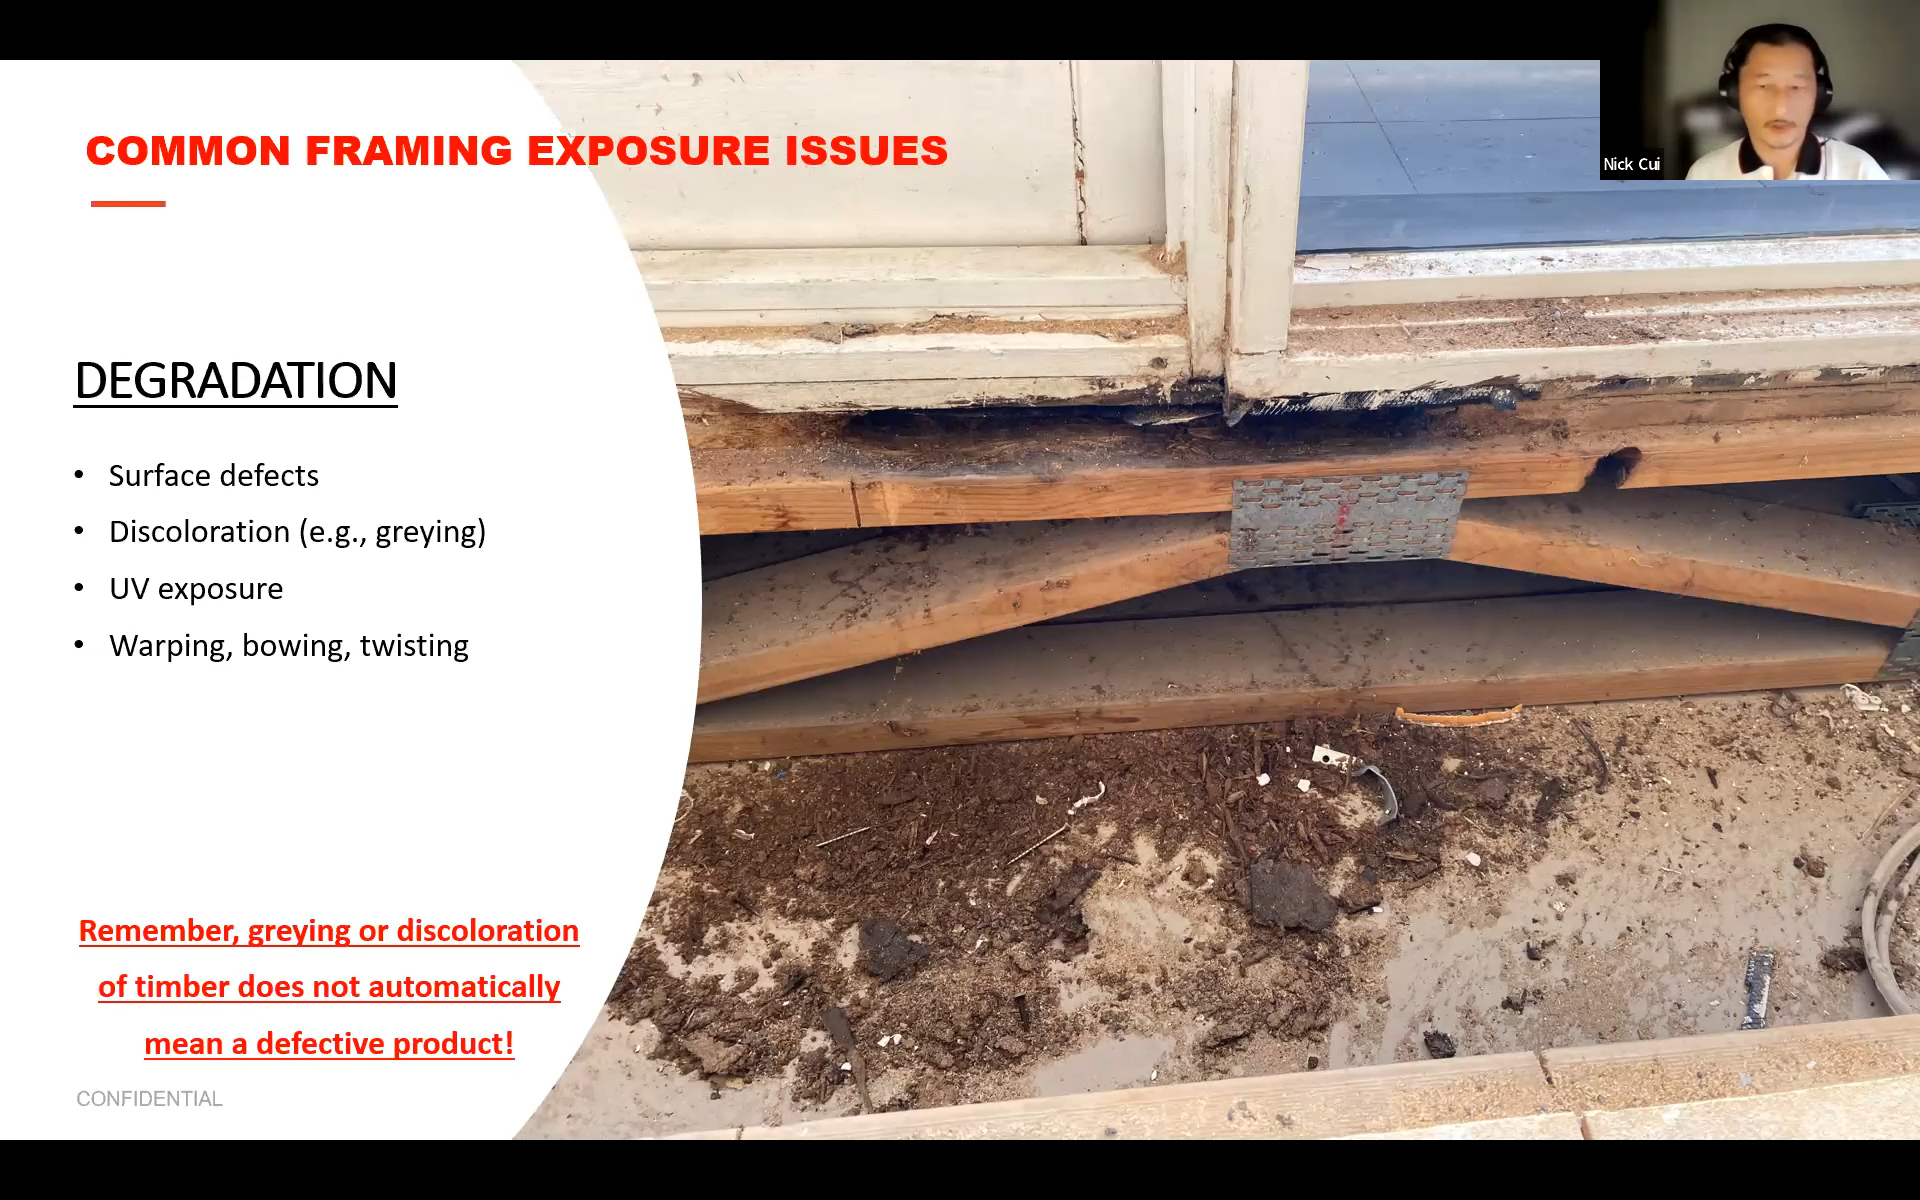 COMMON FRAMING EXPOSURE ISSUES
Nick Cui
DEGRADATION
• Surface defects
• Discoloration (e.g., greying)
• UV exposure
• Warping, bowing, twisting
Remember, greying or discoloration
of timber does not automatically
mean a defective product!
CONFIDENTIAL